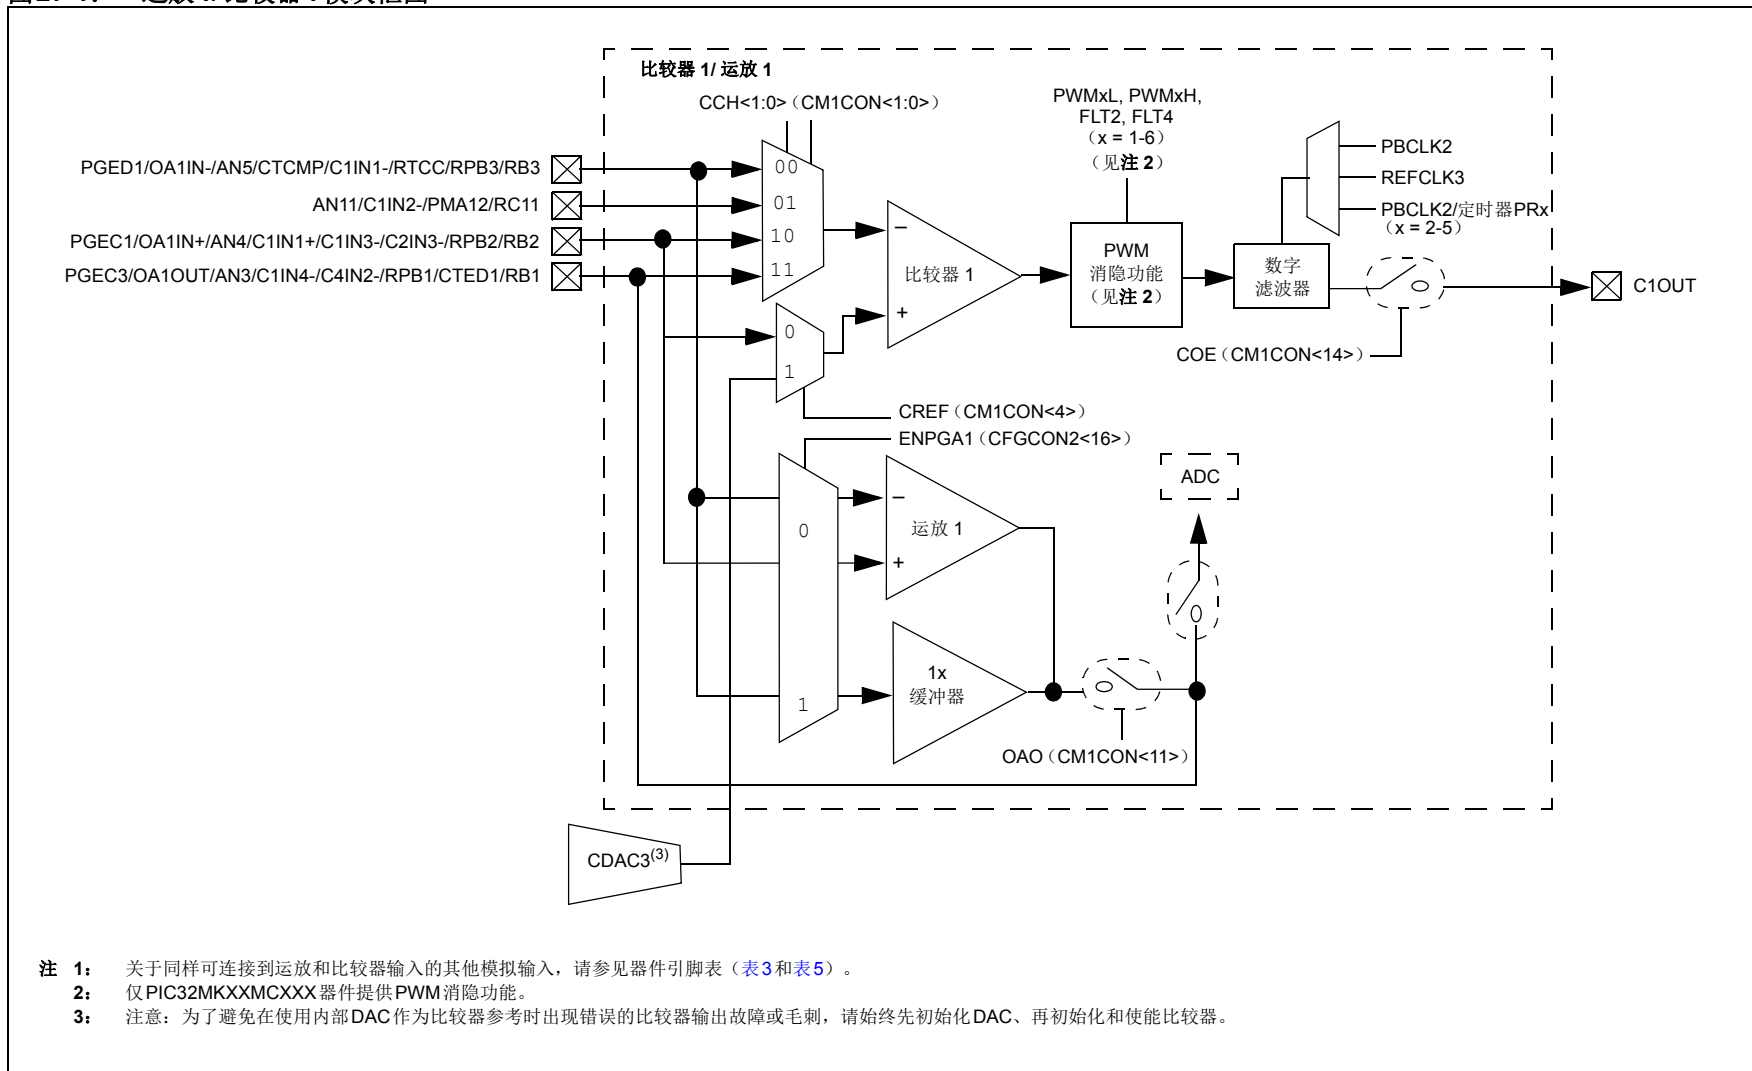 比较器 1/ 运放 1
CCH<1:0>（CM1CON<1:0>）
PWMxL, PWMxH,
FLT2, FLT4
（x = 1-6）
（见注 2）
PBCLK2
REFCLK3
PBCLK2/定时器PRx
（x = 2-5）
PGED1/OA1IN-/AN5/CTCMP/C1IN1-/RTCC/RPB3/RB3
AN11/C1IN2-/PMA12/RC11
PGEC1/OA1IN+/AN4/C1IN1+/C1IN3-/C2IN3-/RPB2/RB2
PGEC3/OA1OUT/AN3/C1IN4-/C4IN2-/RPB1/CTED1/RB1
00
01
10
11
–
比较器 1
+
PWM
消隐功能
（见注 2）
数字
滤波器
C1OUT
0
1
COE（CM1CON<14>）
CREF（CM1CON<4>）
ENPGA1（CFGCON2<16>）
ADC
–
运放 1
+
0
1
1x
缓冲器
OAO（CM1CON<11>）
CDAC3(3)
注 1： 关于同样可连接到运放和比较器输入的其他模拟输入，请参见器件引脚表（表3和表5）。
2： 仅PIC32MKXXMCXXX器件提供PWM消隐功能。
3： 注意：为了避免在使用内部DAC作为比较器参考时出现错误的比较器输出故障或毛刺，请始终先初始化DAC、再初始化和使能比较器。